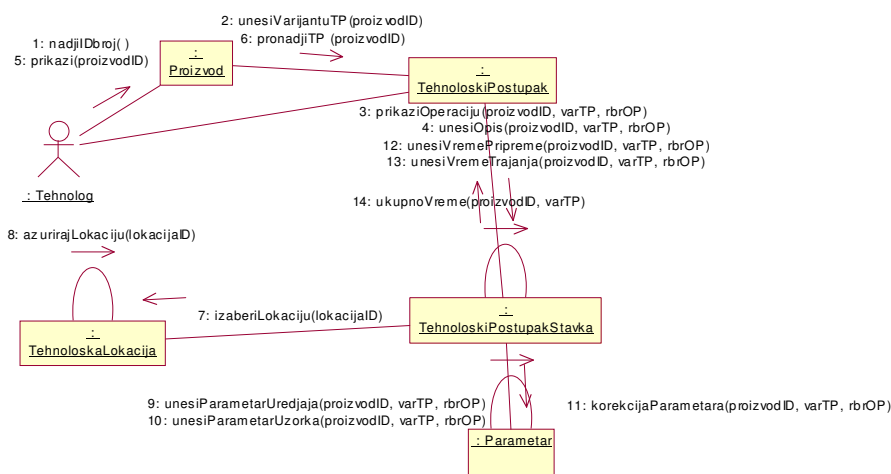 2: unesiVarijantuTP(proizvodID)
6: pronadjiTP (proizvodID)
1: nadjiIDbroj( )
5: prikazi(proizvodID)
:
Proizvod
:
TehnoloskiPostupak
3: prikaziOperaciju(proizvodID, varTP, rbrOP)
4: unesiOpis(proizvodID, varTP, rbrOP)
12: unesiVremePripreme(proizvodID, varTP, rbrOP)
13: unesiVremeTrajanja(proizvodID, varTP, rbrOP)
: Tehnolog
14: ukupnoVreme(proizvodID, varTP)
8: azurirajLokaciju(lokacijaID)
7: izaberiLokaciju(lokacijaID)
:
TehnoloskaLokacija
:
TehnoloskiPostupakStavka
9: unesiParametarUredjaja(proizvodID, varTP, rbrOP)
10: unesiParametarUzorka(proizvodID, varTP, rbrOP)
11: korekcijaParametara(proizvodID, varTP, rbrOP)
: Parametar